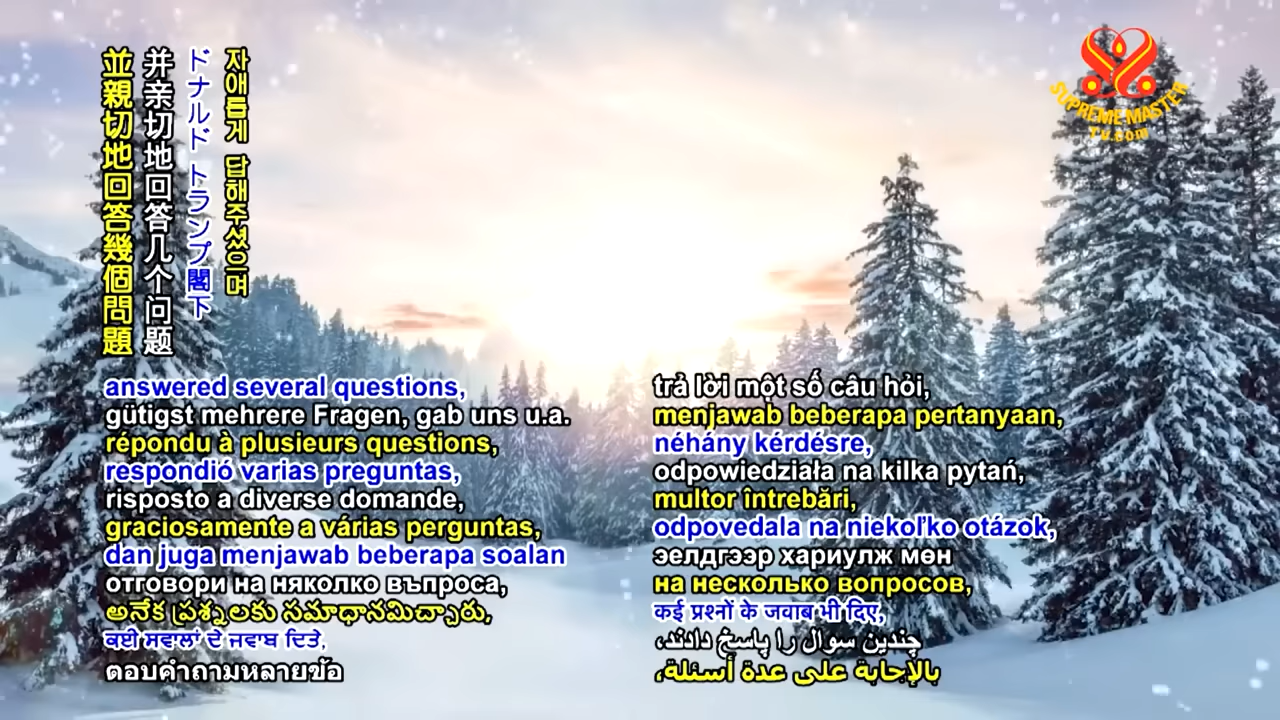 並親切地回答幾個問題
并亲切地回答几个问题
ドナルド トランプ閣下
자애롭게 답해주셨으며
SUPREME MASTER
TV.COM
answered several questions,
gütigst mehrere Fragen, gab uns u.a.
répondu à plusieurs questions,
respondió varias preguntas,
risposto a diverse domande,
graciosamente a várias perguntas,
dan juga menjawab beberapa soalan
отговори на няколко въпроса,
అనేక ప్రశ్నలకు సమాధానమిచ్చారు,
ਕਈ ਸਵਾਲਾਂ ਦੇ ਜਵਾਬ ਦਿਤੇ,
ตอบคำถามหลายข้อ
trả lời một số câu hỏi,
menjawab beberapa pertanyaan,
néhány kérdésre,
odpowiedziała na kilka pytań,
multor întrebări,
odpovedala na niekoľko otázok,
эелдгээр хариулж мөн
на несколько вопросов,
कई प्रश्नों के जवाब भी दिए,
چندین سوال را پاسخ دادند،
بالإجابة على عدة أسئلة،